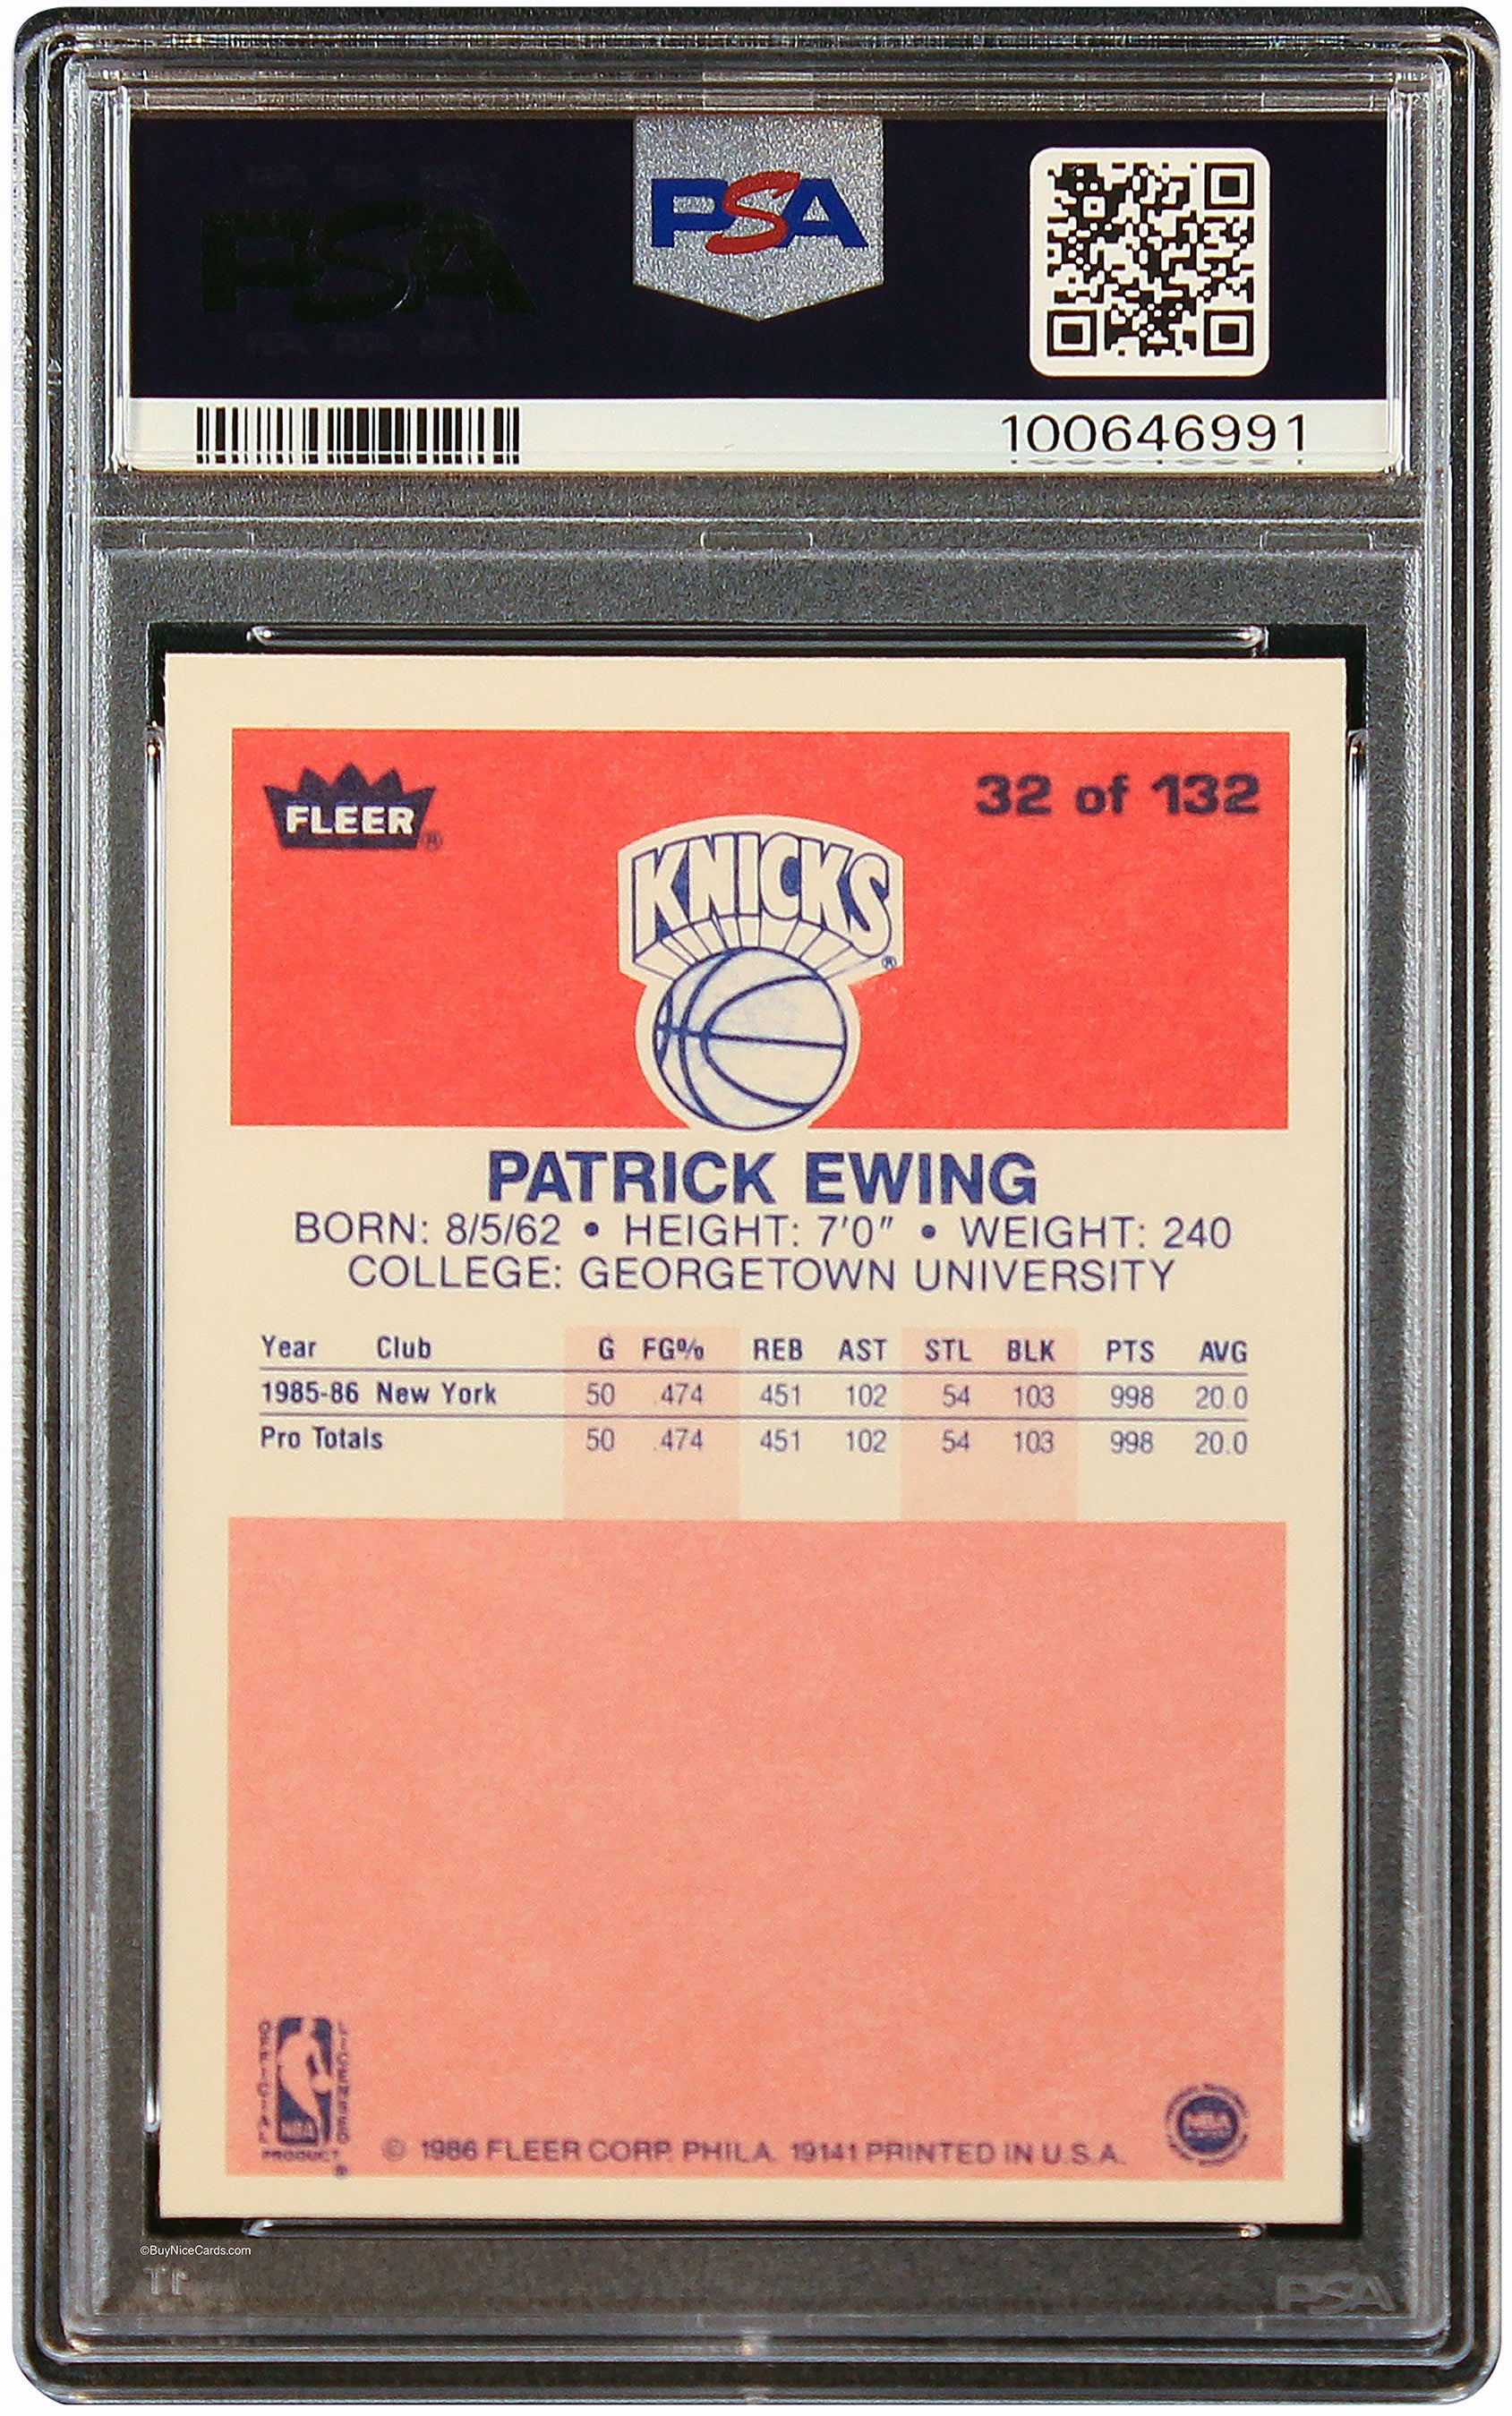 PSA
PSA
100646991
FLEER®
32 of 132
KNICKS®
PATRICK EWING
BORN: 8/5/62 • HEIGHT: 7'0" • WEIGHT: 240
COLLEGE: GEORGETOWN UNIVERSITY
Year Club G FG% REB AST STL BLK PTS AVG
1985-86 New York 50 .474 451 102 54 103 998 20.0
Pro Totals 50 .474 451 102 54 103 998 20.0
OFFICIAL LICENSED
NBA
PRODUCT ®
© 1986 FLEER CORP. PHILA. 19141 PRINTED IN U.S.A.
©BuyNiceCards.com
PSA